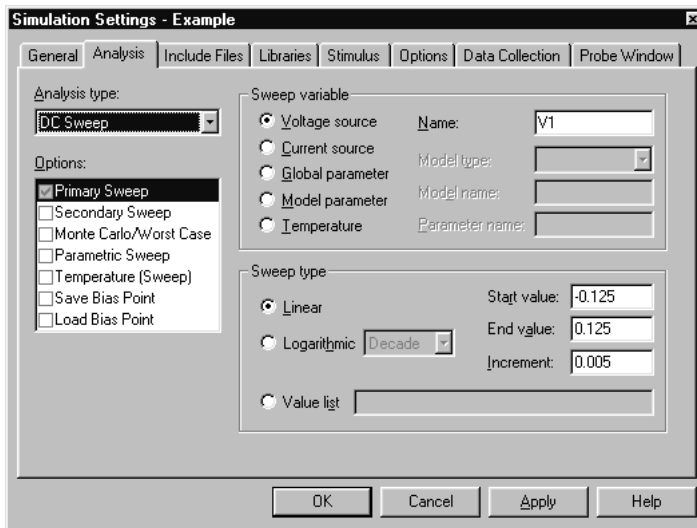 Simulation Settings - Example
General Analysis Include Files Libraries Stimulus Options Data Collection Probe Window
Analysis type:
DC Sweep
Options:
Primary Sweep
Secondary Sweep
Monte Carlo/Worst Case
Parametric Sweep
Temperature (Sweep)
Save Bias Point
Load Bias Point
Sweep variable
Voltage source
Current source
Global parameter
Model parameter
Temperature
Name: V1
Model type:
Model name:
Parameter name:
Sweep type
Linear
Logarithmic Decade
Value list
Start value: -0.125
End value: 0.125
Increment: 0.005
OK Cancel Apply Help